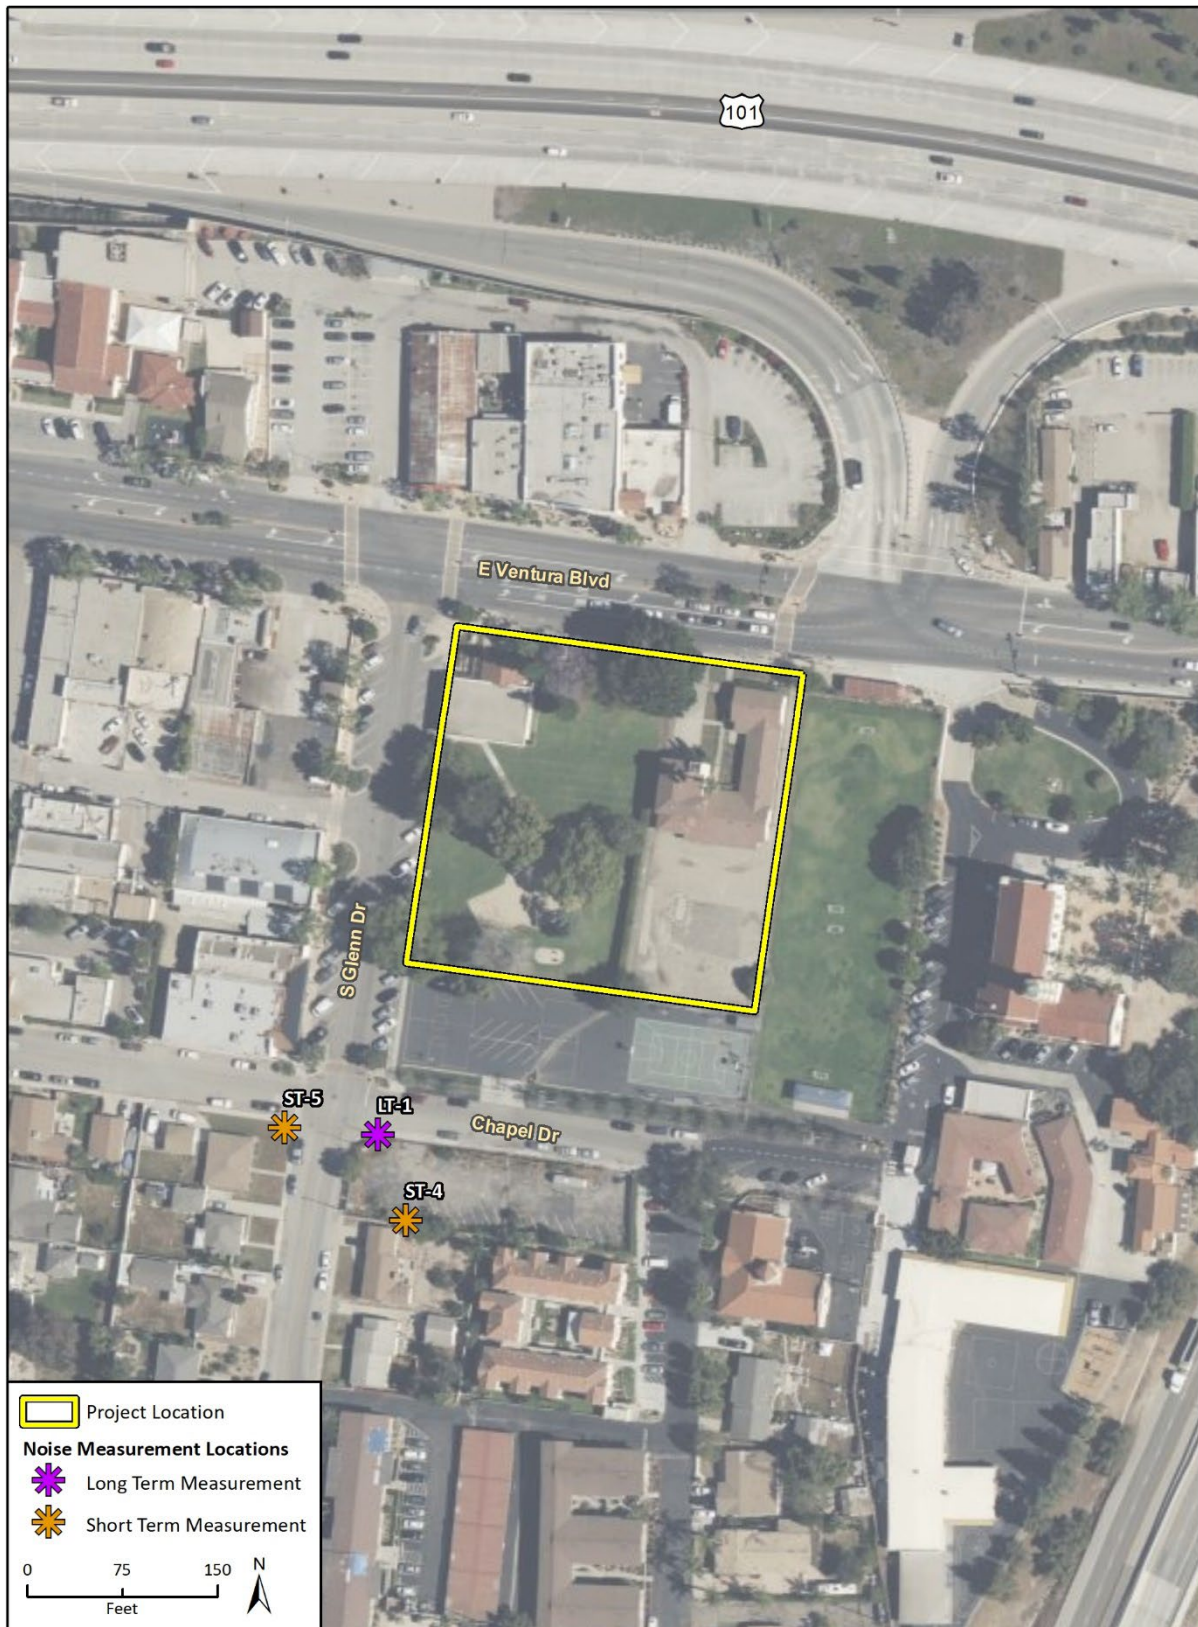 101
E Ventura Blvd
S Glenn Dr
ST-5
LT-1
Chapel Dr
ST-4
Project Location
Noise Measurement Locations
Long Term Measurement
Short Term Measurement
0 75 150
Feet
N